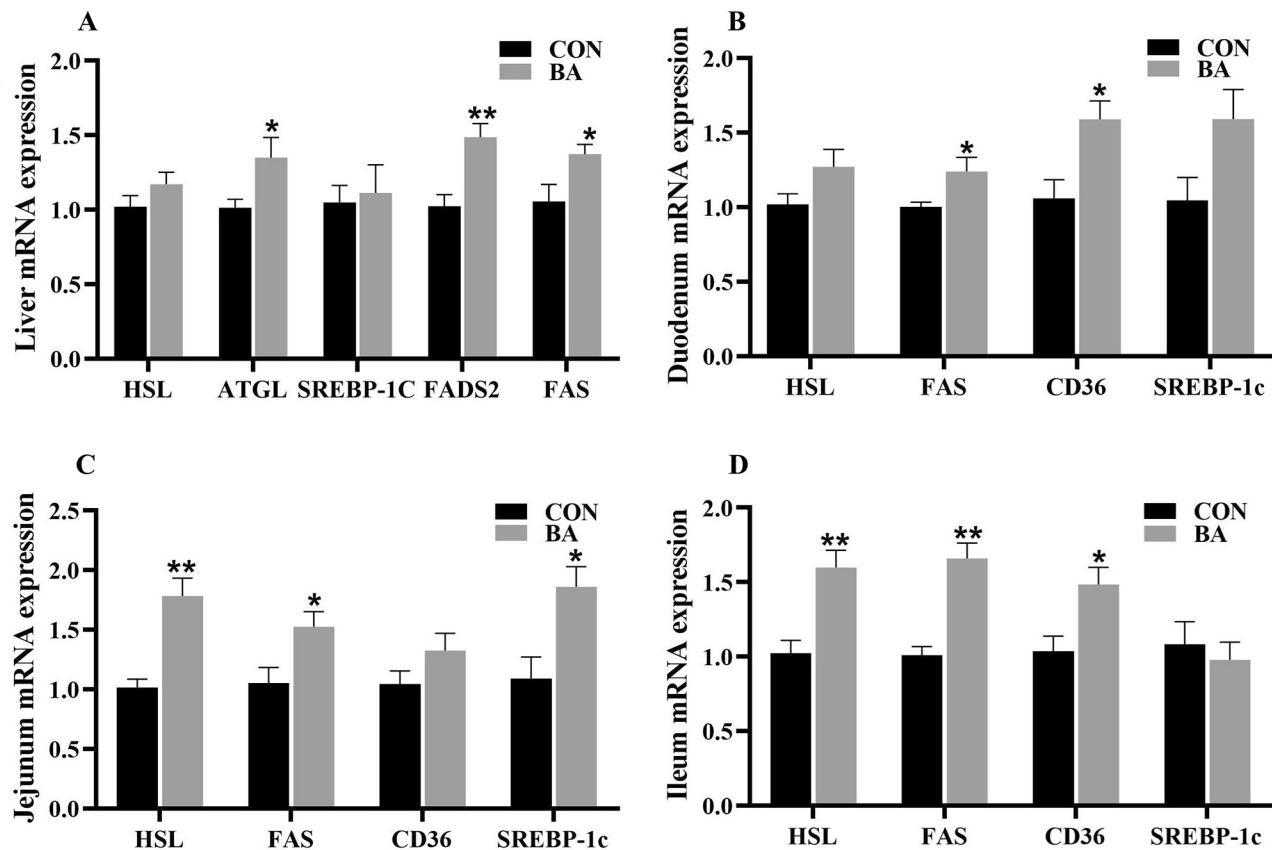 A
CON
BA
Liver mRNA expression
2.0
1.5
1.0
0.5
0.0
*
**
*
HSL ATGL SREBP-1C FADS2 FAS
B
CON
BA
Duodenum mRNA expression
2.0
1.5
1.0
0.5
0.0
*
*
HSL FAS CD36 SREBP-1c
C
CON
BA
Jejunum mRNA expression
2.5
2.0
1.5
1.0
0.5
0.0
**
*
*
HSL FAS CD36 SREBP-1c
D
CON
BA
Ileum mRNA expression
2.0
1.5
1.0
0.5
0.0
**
**
*
HSL FAS CD36 SREBP-1c